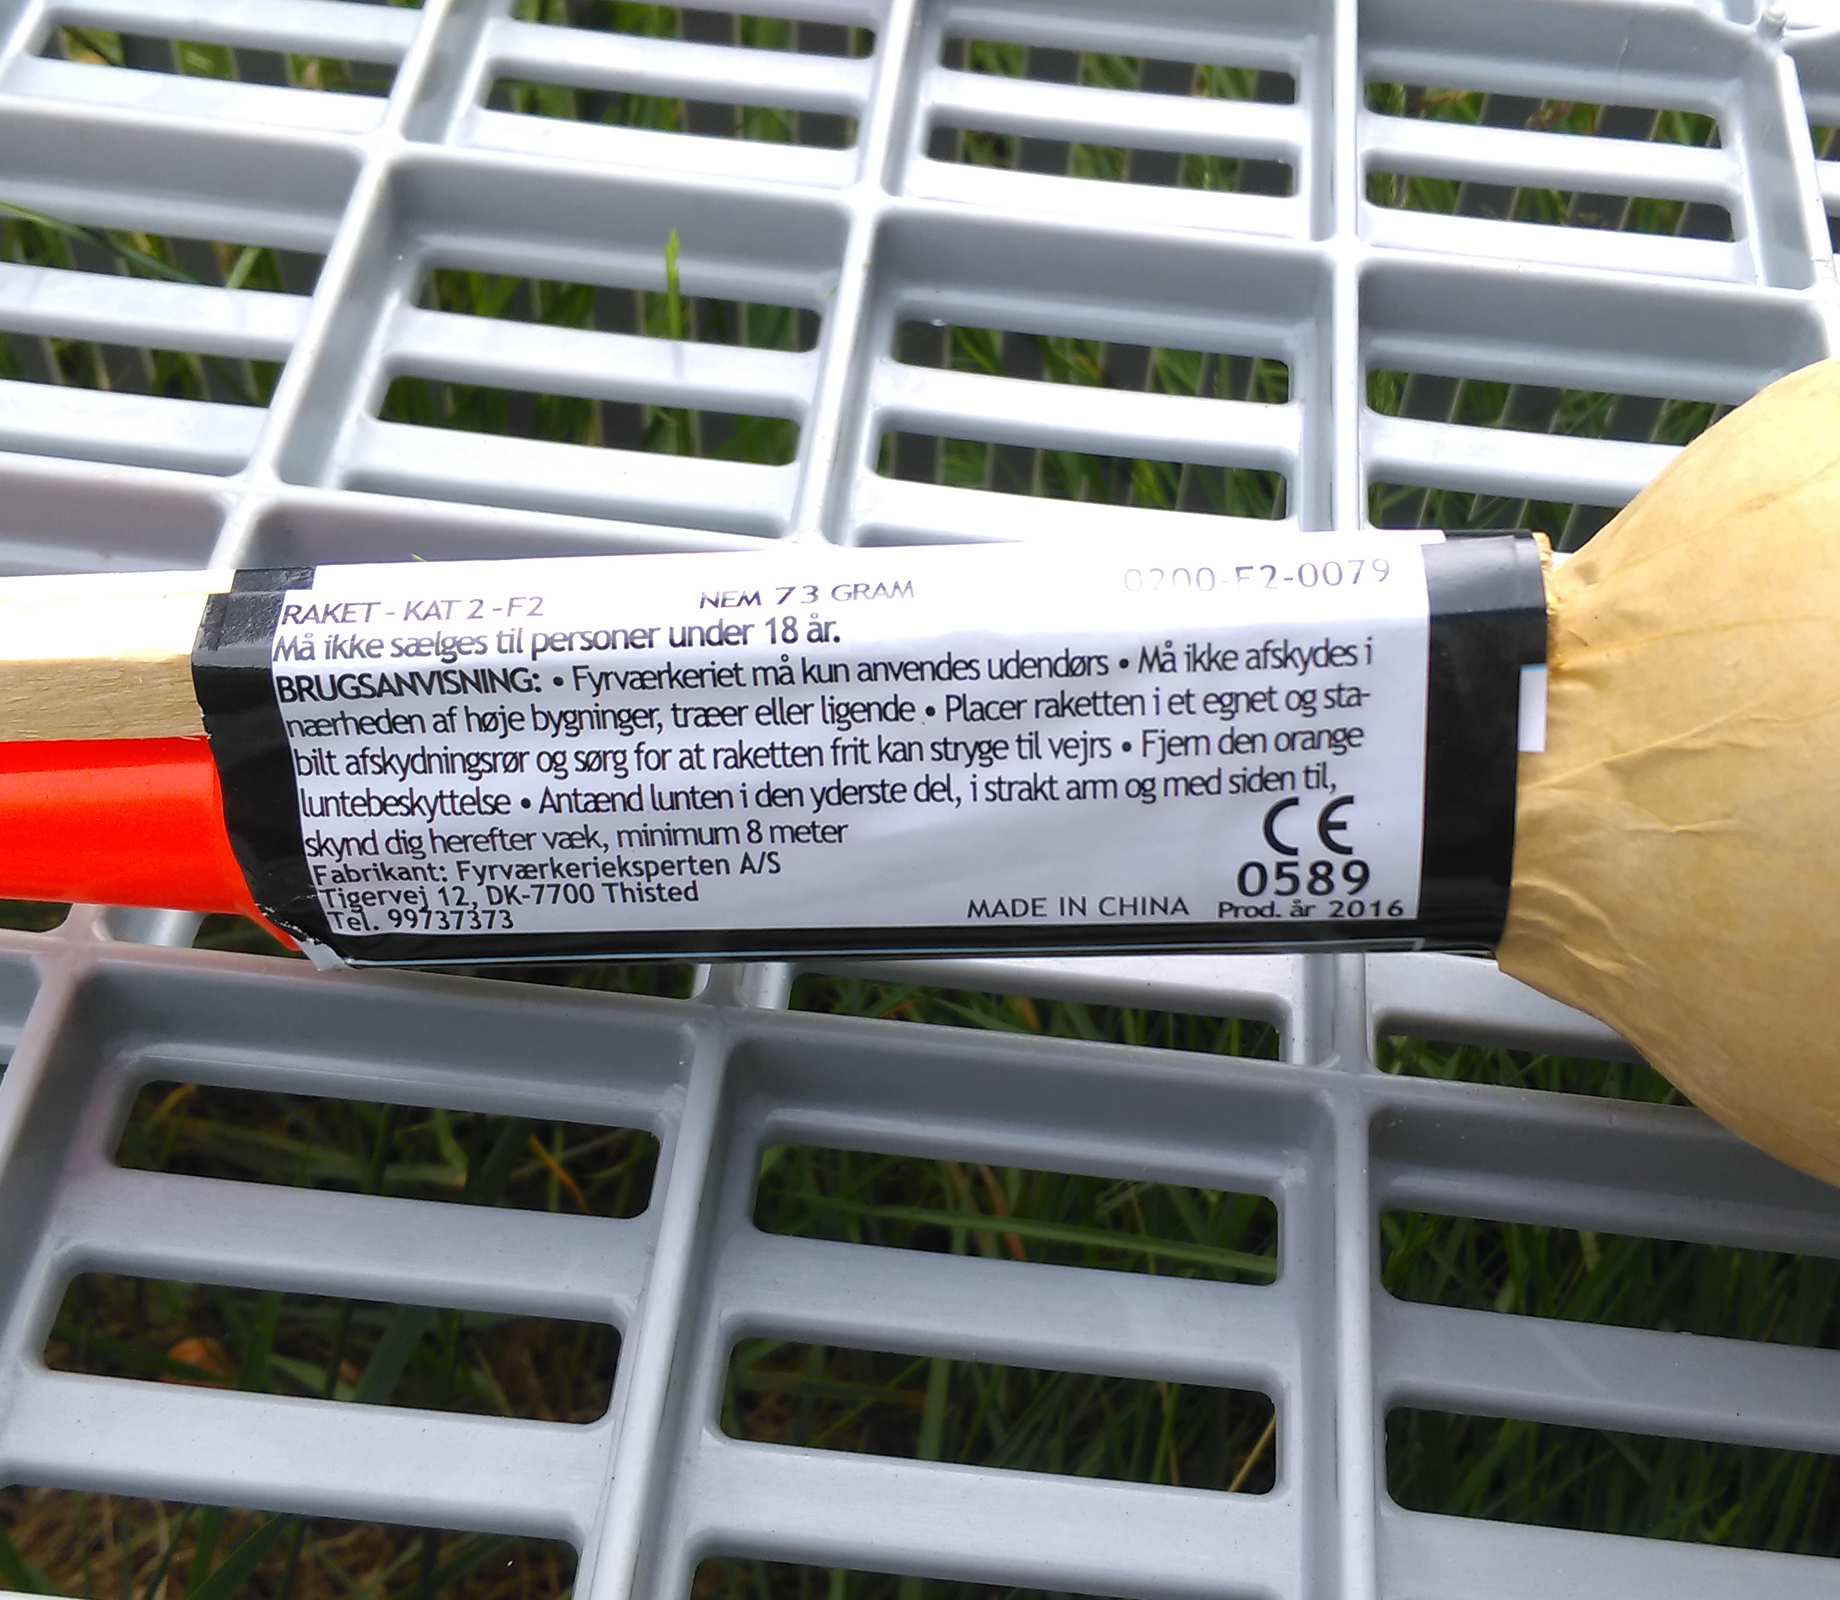 RAKET - KAT 2 - F2 NEM 73 GRAM 0200-F2-0079
Må ikke sælges til personer under 18 år.
BRUGSANVISNING: • Fyrværkeriet må kun anvendes udendørs • Må ikke afskydes i
nærheden af høje bygninger, træer eller ligende • Placer raketten i et egnet og sta-
bilt afskydningsrør og sørg for at raketten frit kan stryge til vejrs • Fjern den orange
luntebeskyttelse • Antænd lunten i den yderste del, i strakt arm og med siden til,
skynd dig herefter væk, minimum 8 meter
Fabrikant: Fyrværkerieksperten A/S
Tigervej 12, DK-7700 Thisted
Tel. 99737373
CE
0589
MADE IN CHINA Prod. år 2016